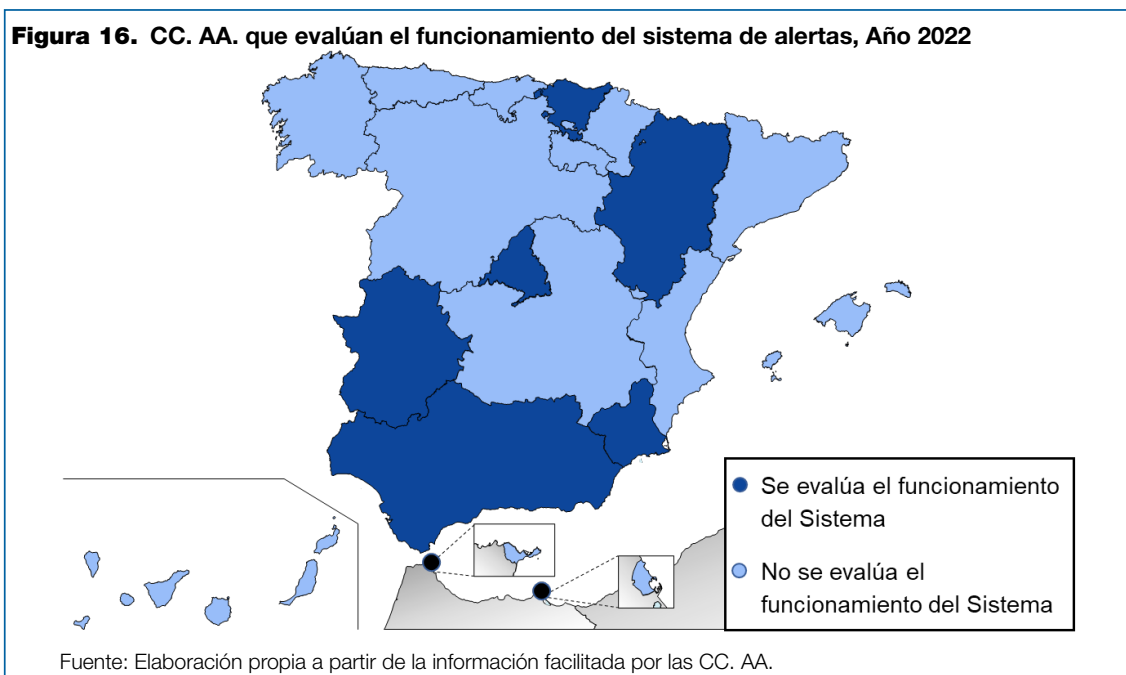 Figura 16. CC. AA. que evalúan el funcionamiento del sistema de alertas, Año 2022
Se evalúa el funcionamiento
del Sistema
No se evalúa el
funcionamiento del Sistema
Fuente: Elaboración propia a partir de la información facilitada por las CC. AA.